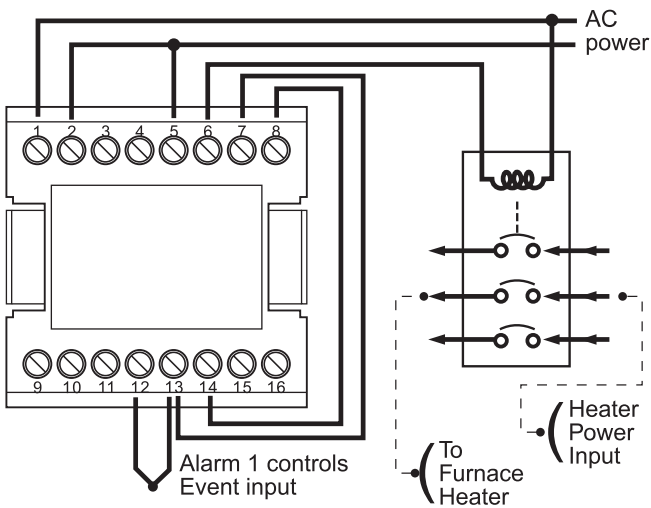 AC
power
1 2 3 4 5 6 7 8
9 10 11 12 13 14 15 16
Alarm 1 controls
Event input
Heater
Power
Input
To
Furnace
Heater